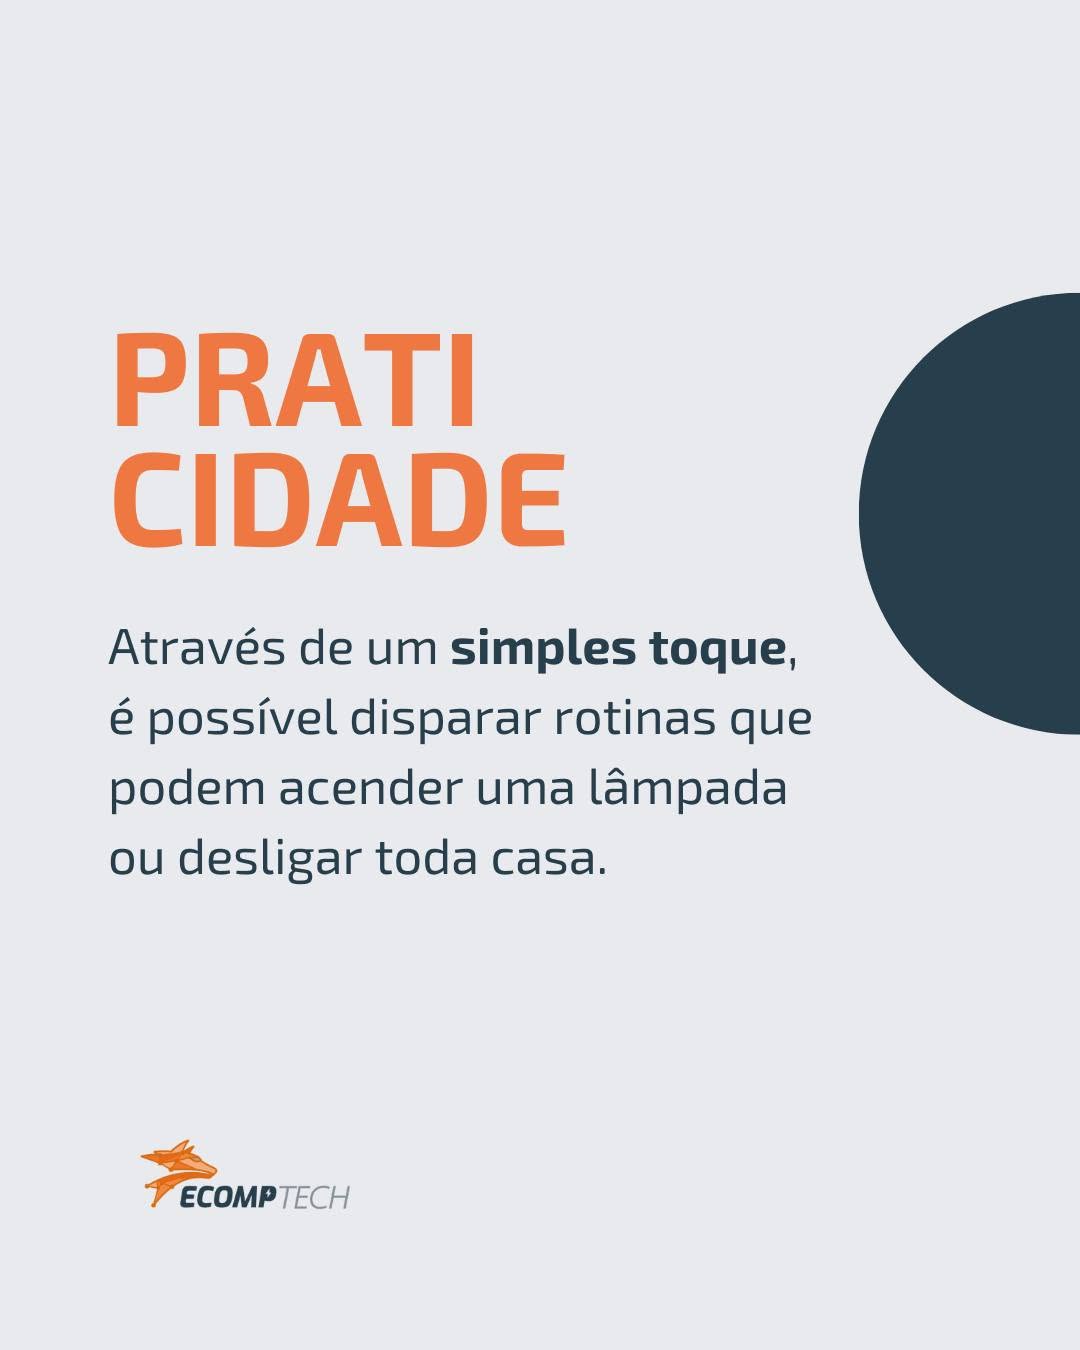 PRATI
CIDADE
Através de um simples toque,
é possível disparar rotinas que
podem acender uma lâmpada
ou desligar toda casa.
ECOMPTECH